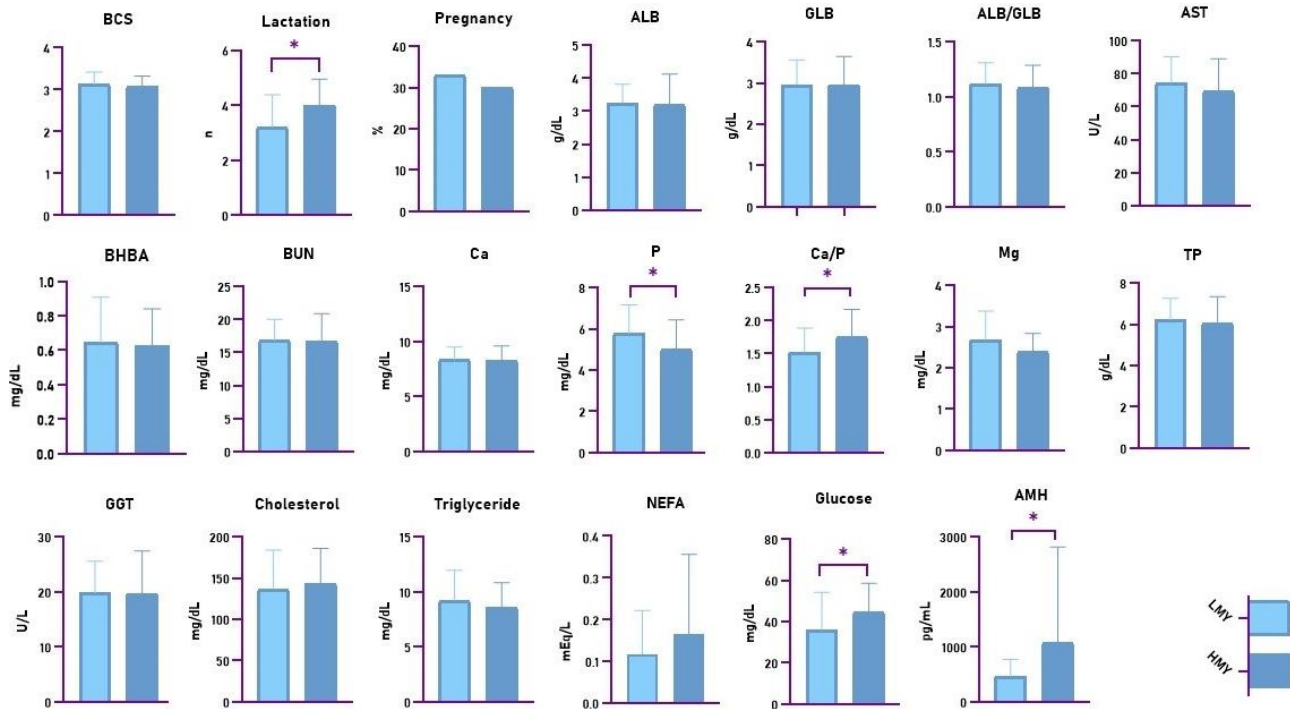 BCS
4
3
2
1
0
Lactation
*
6
4
2
0
n
Pregnancy
40
30
20
10
0
%
ALB
5
4
3
2
1
0
g/dL
GLB
4
3
2
1
0
g/dL
ALB/GLB
1.5
1.0
0.5
0.0
AST
100
80
60
40
20
0
U/L
BHBA
1.0
0.8
0.6
0.4
0.2
0.0
mg/dL
BUN
25
20
15
10
5
0
mg/dL
Ca
15
10
5
0
mg/dL
P
*
8
6
4
2
0
mg/dL
Ca/P
*
2.5
2.0
1.5
1.0
0.5
0.0
mg/dL
Mg
4
3
2
1
0
mg/dL
TP
8
6
4
2
0
g/dL
GGT
30
20
10
0
U/L
Cholesterol
200
150
100
50
0
mg/dL
Triglyceride
15
10
5
0
mg/dL
NEFA
0.4
0.3
0.2
0.1
0.0
mEq/L
Glucose
*
80
60
40
20
0
mg/dL
AMH
*
3000
2000
1000
0
pg/mL
LMY
HMY